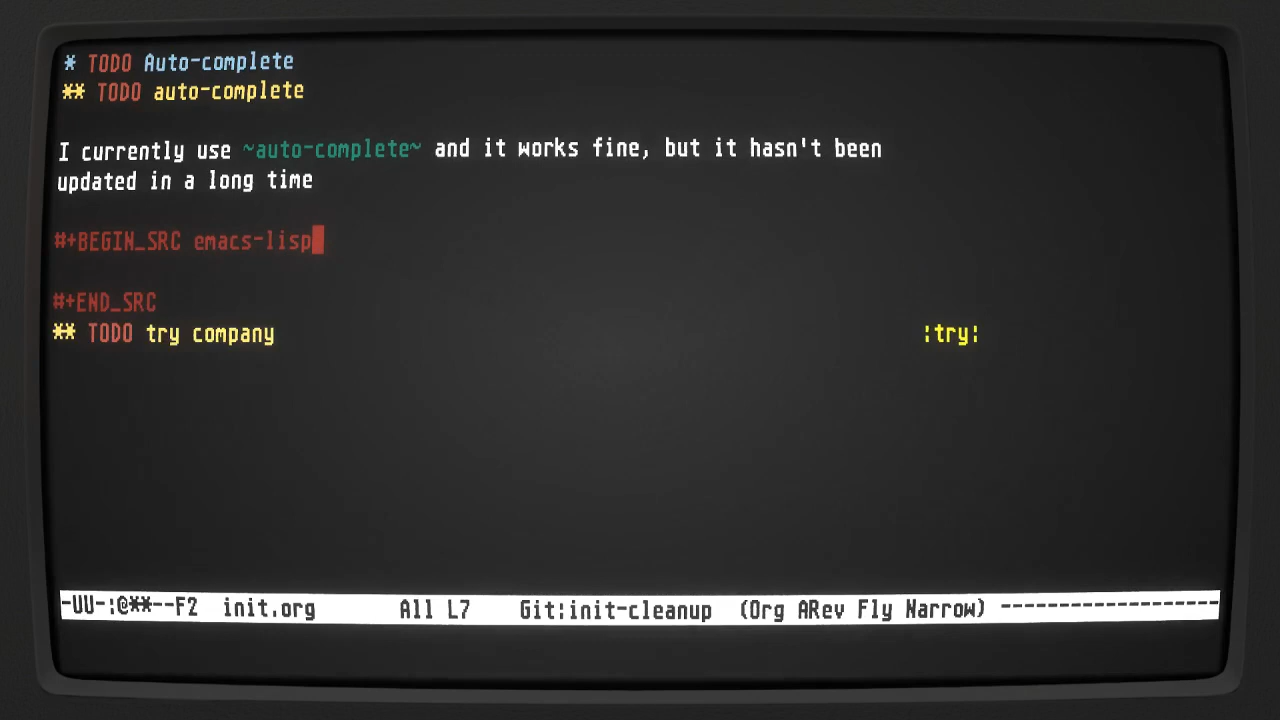 * TODO Auto-complete
** TODO auto-complete
I currently use ~auto-complete~ and it works fine, but it hasn't been
updated in a long time
#+BEGIN_SRC emacs-lisp
#+END_SRC
** TODO try company :try:
-UU-:@**--F2 init.org All L7 Git:init-cleanup (Org ARev Fly Narrow) -------------------